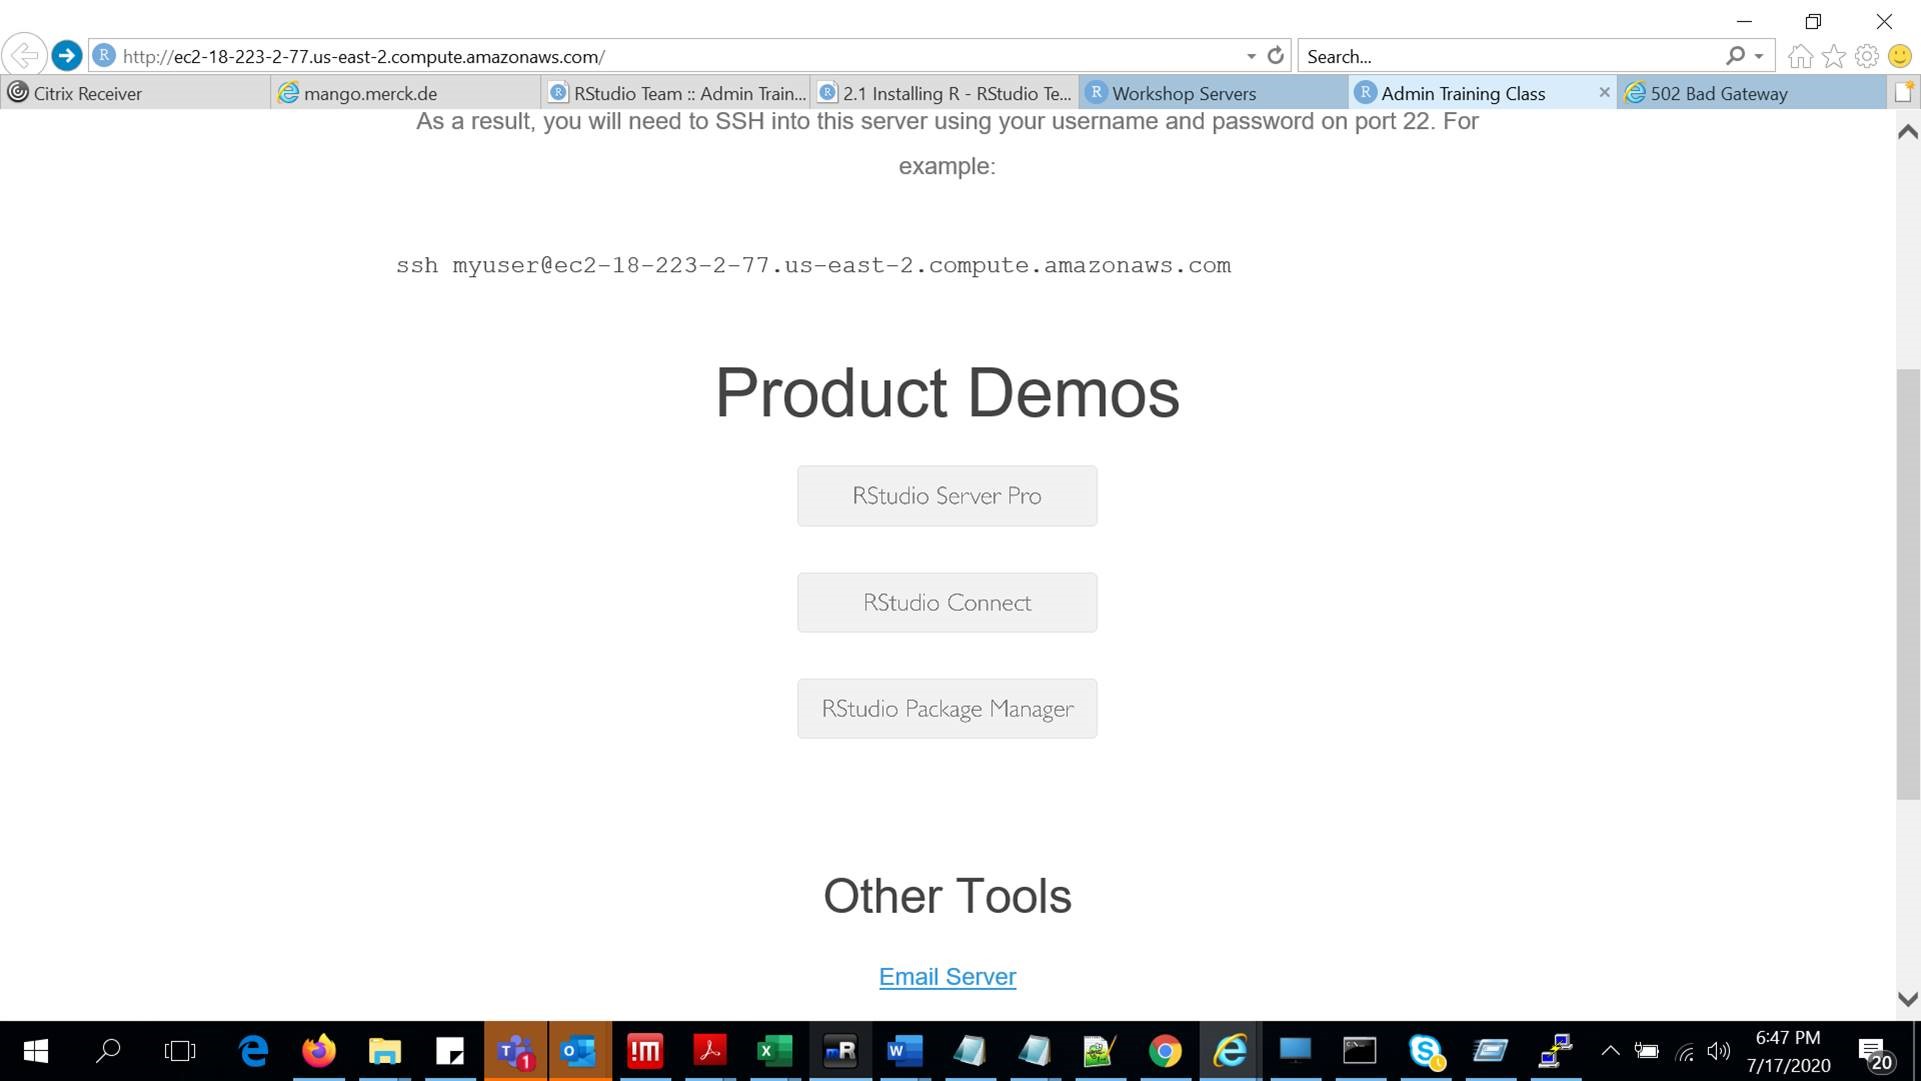 http://ec2-18-223-2-77.us-east-2.compute.amazonaws.com/
Search...
Citrix Receiver
mango.merck.de
RStudio Team :: Admin Train...
2.1 Installing R - RStudio Te...
Workshop Servers
Admin Training Class
502 Bad Gateway
As a result, you will need to SSH into this server using your username and password on port 22. For
example:
ssh myuser@ec2-18-223-2-77.us-east-2.compute.amazonaws.com
Product Demos
RStudio Server Pro
RStudio Connect
RStudio Package Manager
Other Tools
Email Server
6:47 PM
7/17/2020
20